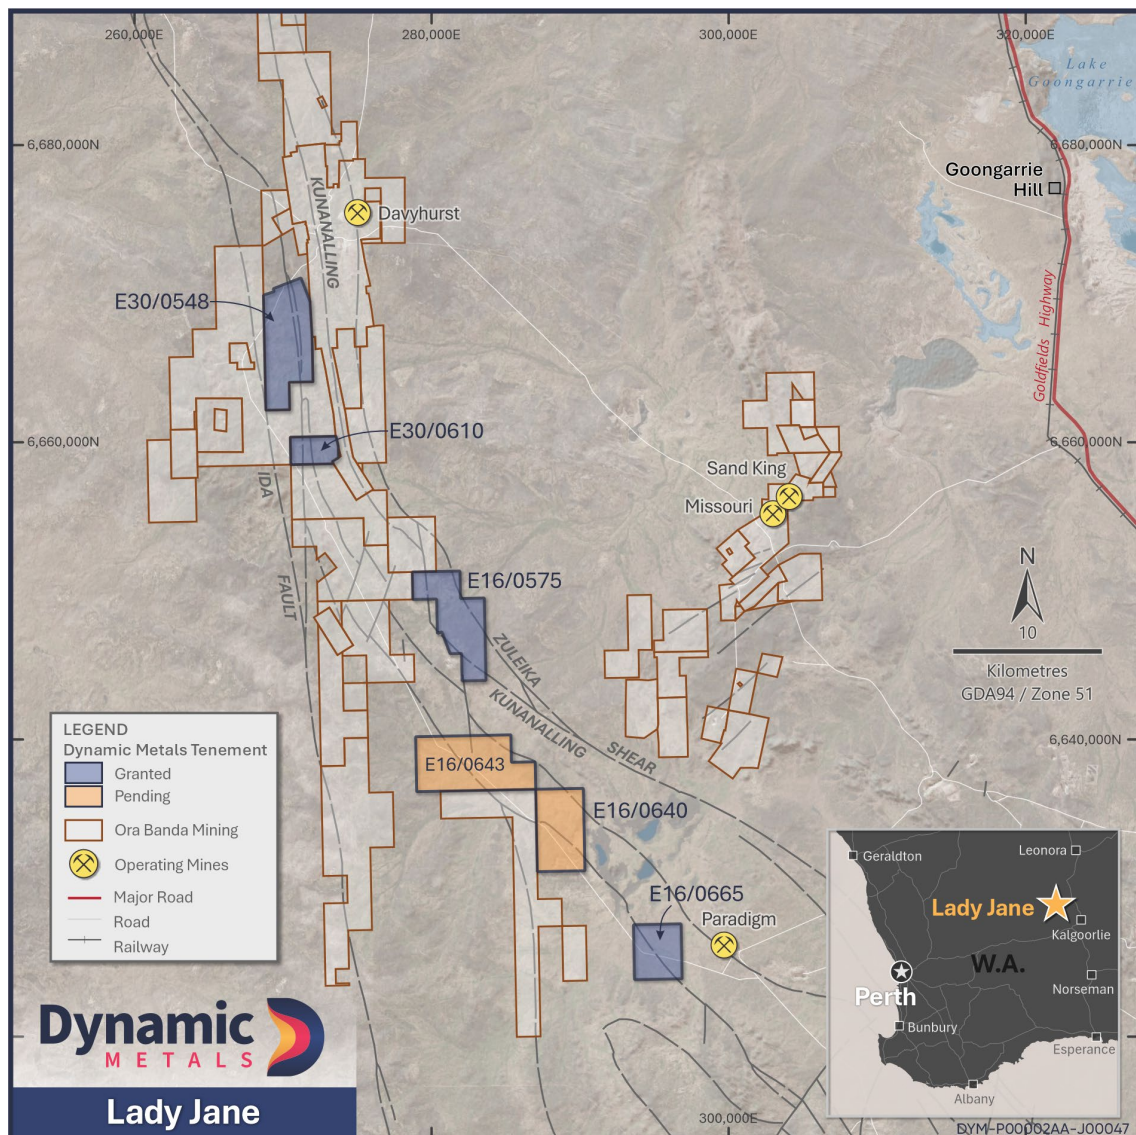 260,000E
280,000E
300,000E
320,000E
Lake
Goongarrie
6,680,000N
6,680,000N
Goongarrie
Hill
KUNANALLING
Davyhurst
E30/0548
Goldfields Highway
E30/0610
6,660,000N
6,660,000N
Sand King
Missouri
IDA
FAULT
E16/0575
N
10
Kilometres
GDA94 / Zone 51
ZULEIKA
KUNANALLING
SHEAR
6,640,000N
E16/0643
E16/0640
E16/0665
Paradigm
LEGEND
Dynamic Metals Tenement
Granted
Pending
Ora Banda Mining
Operating Mines
Major Road
Road
Railway
Geraldton
Leonora
Lady Jane
Kalgoorlie
W.A.
Norseman
Perth
Bunbury
Esperance
Albany
Dynamic
METALS
Lady Jane
300,000E
DYM-P00002AA-J00047